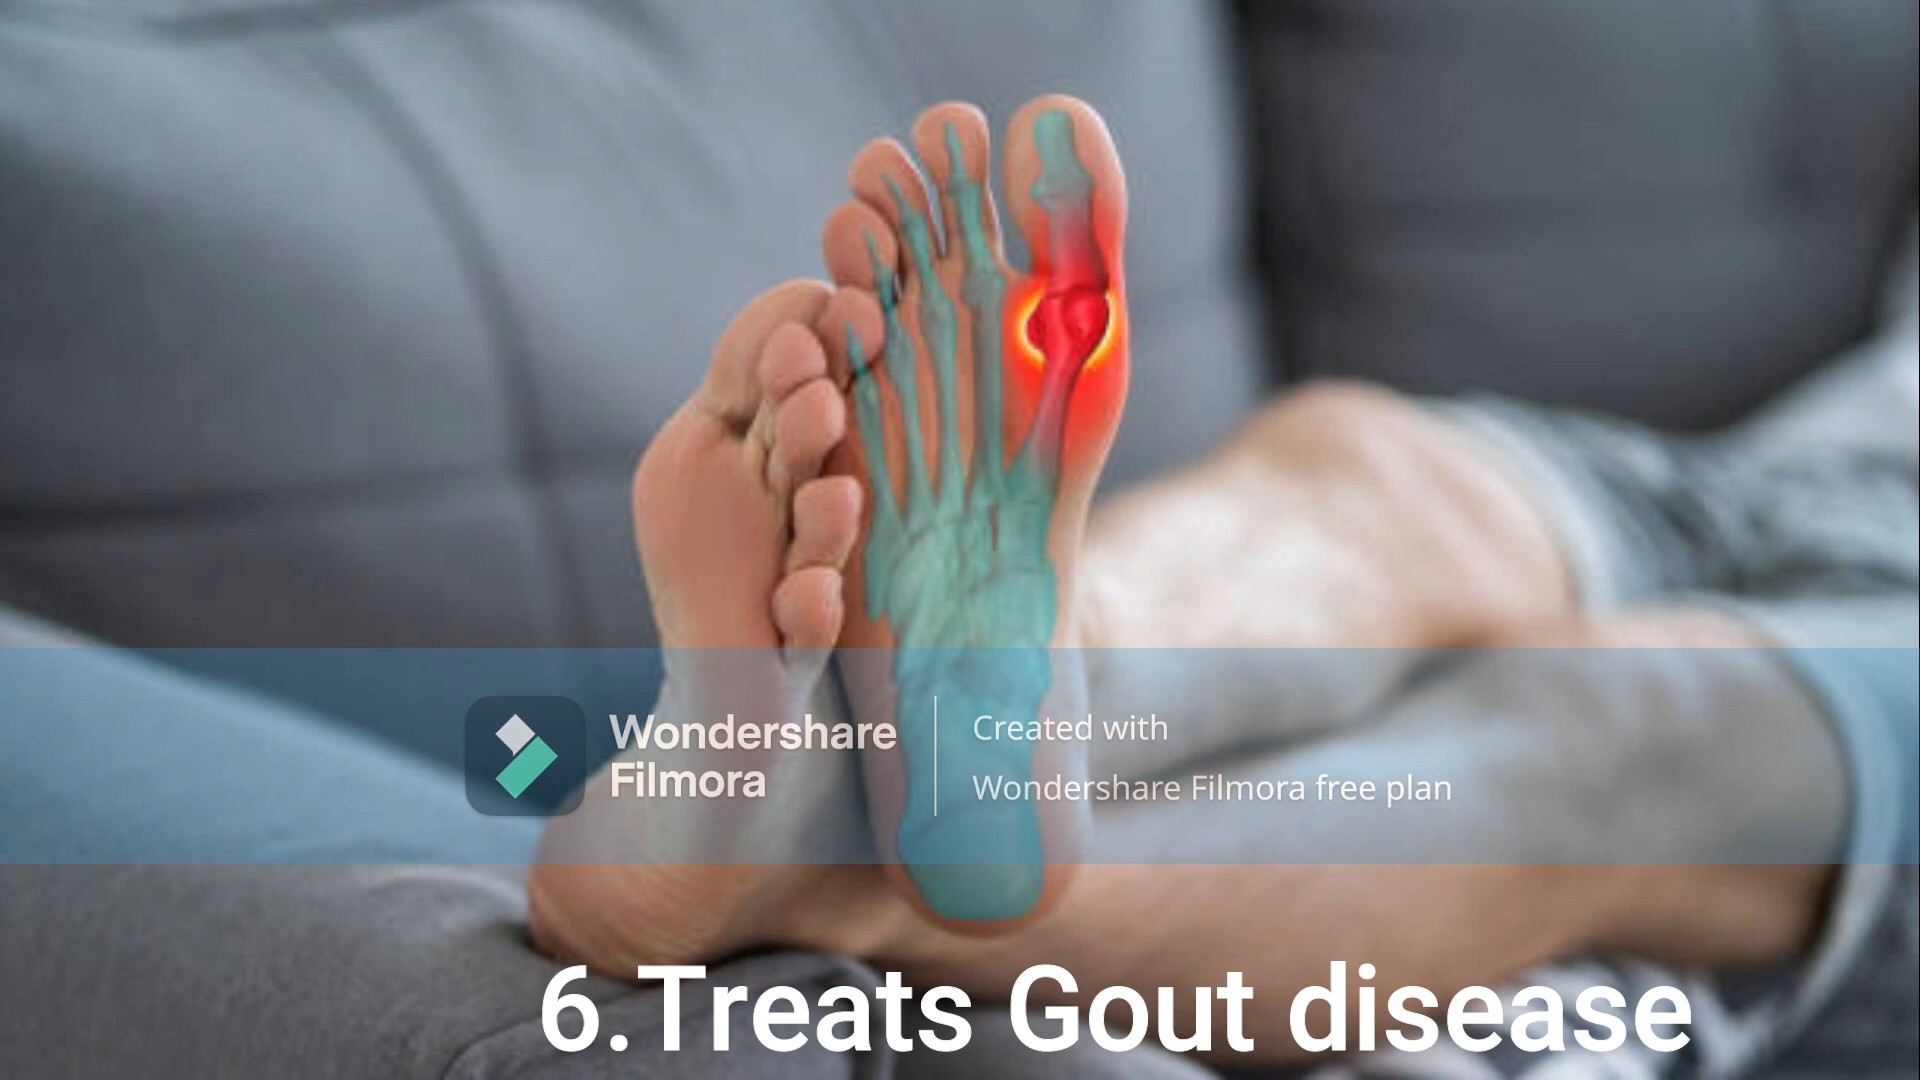 Wondershare
Filmora
Created with
Wondershare Filmora free plan
6.Treats Gout disease